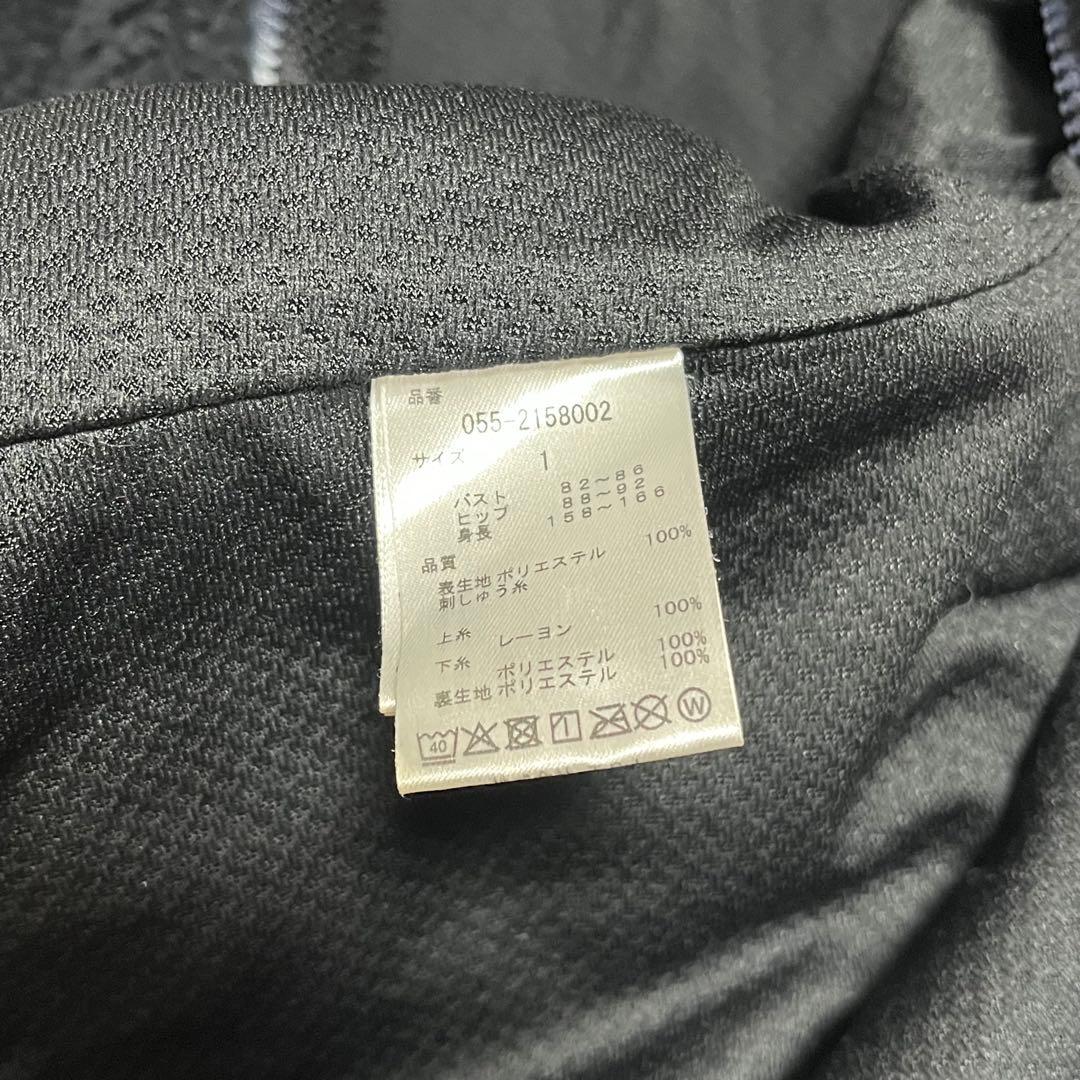 品番
055-2158002
サイズ 1
バスト 82～86
ヒップ 88～92
身長 158～166
品質
表生地 ポリエステル 100%
刺しゅう糸
上糸 レーヨン 100%
下糸 ポリエステル 100%
裏生地 ポリエステル 100%
40 W